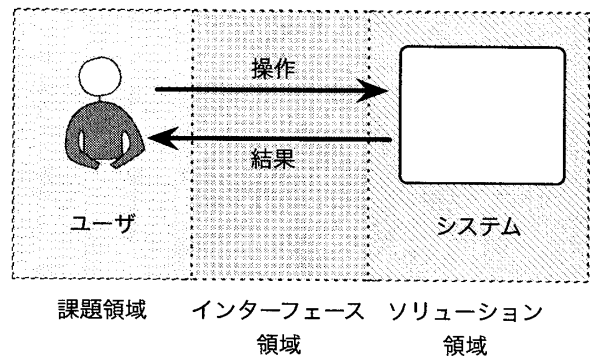 操作
結果
ユーザ
システム
課題領域
インターフェース
領域
ソリューション
領域